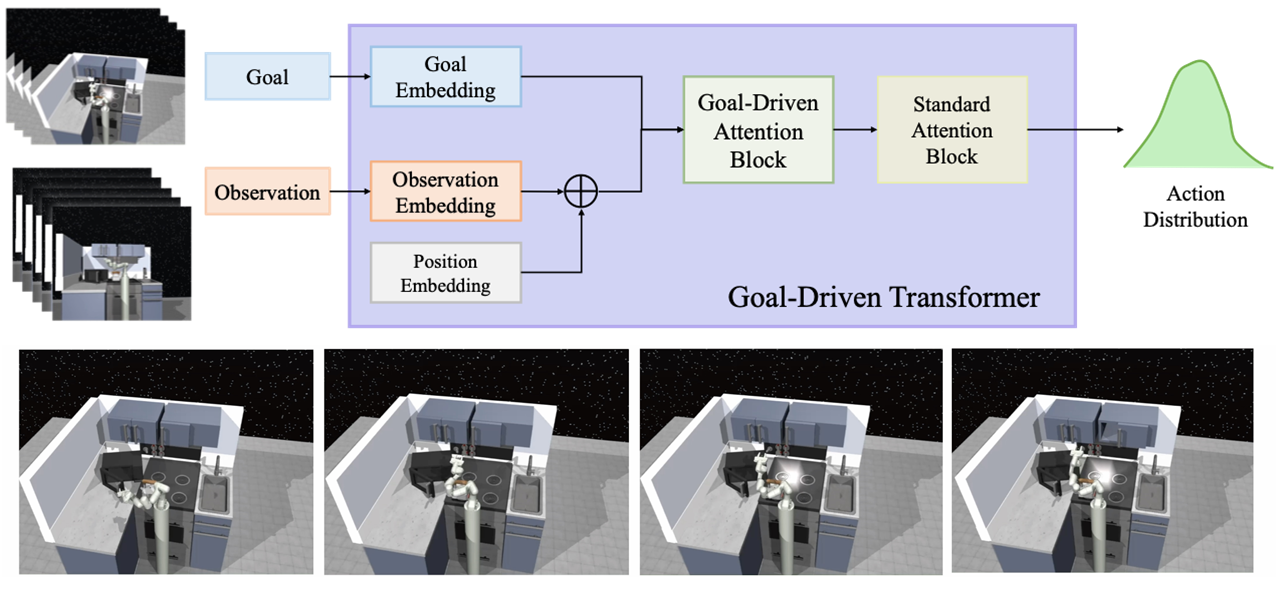 Goal
Goal
Embedding
Observation
Observation
Embedding
Position
Embedding
Goal-Driven
Attention
Block
Standard
Attention
Block
Action
Distribution
Goal-Driven Transformer